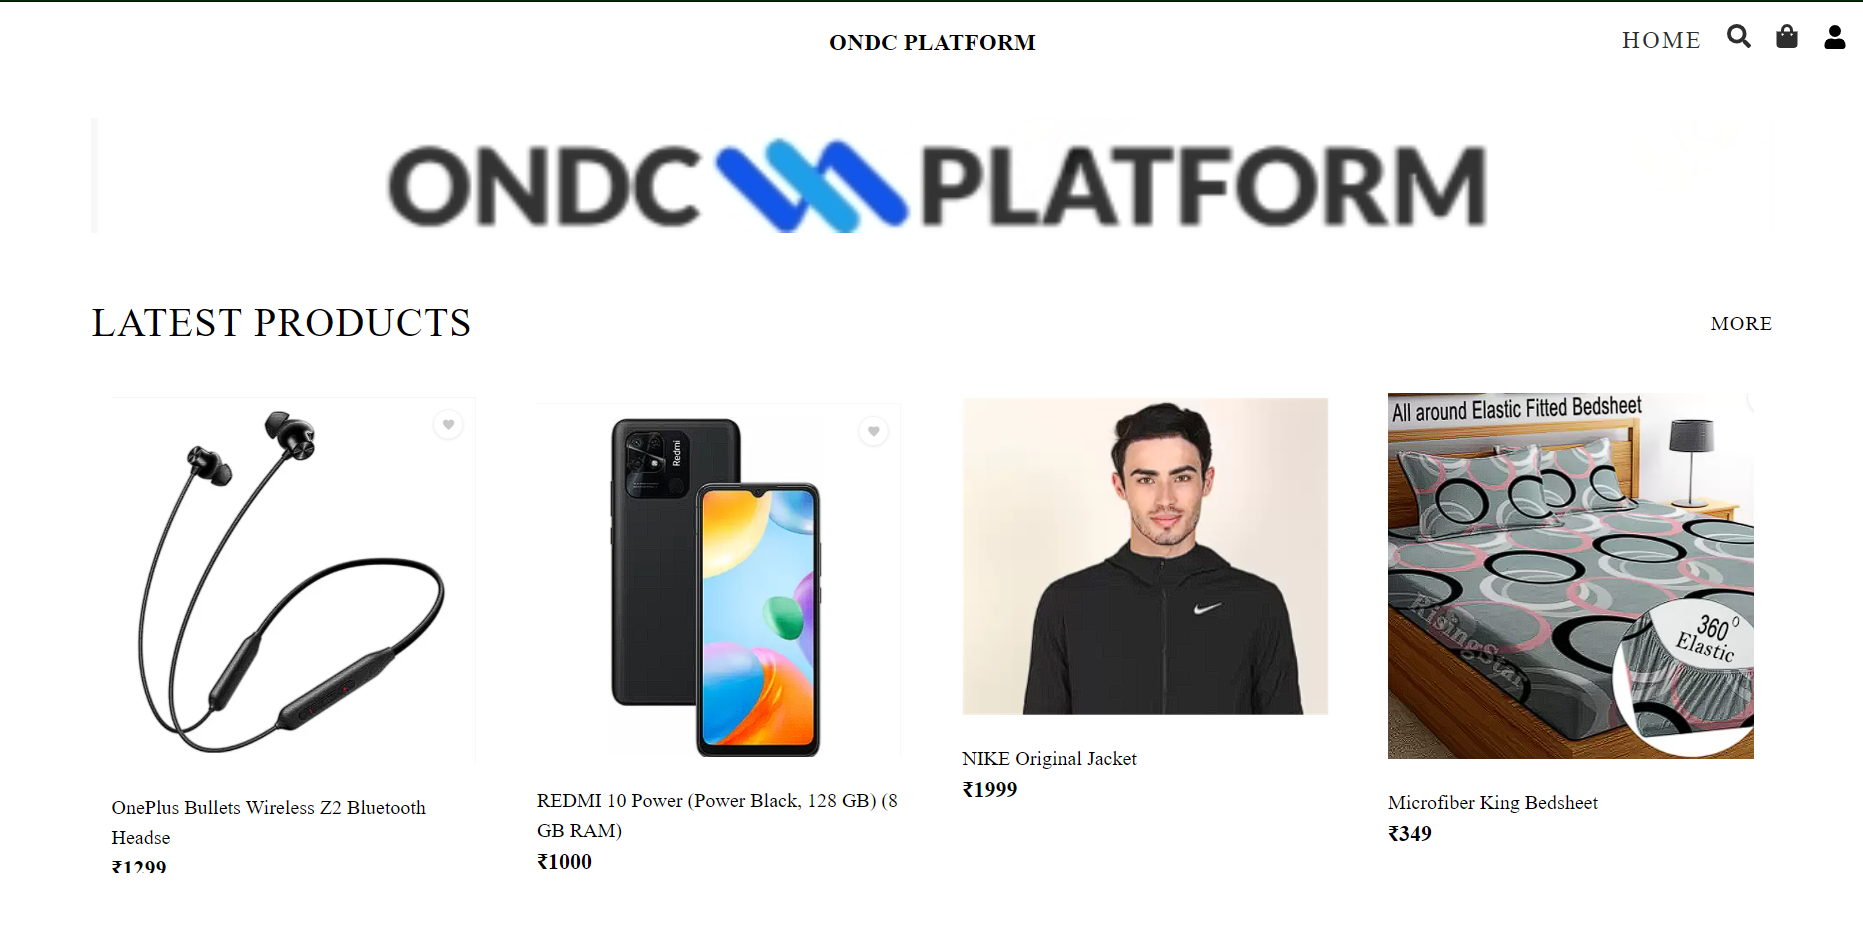 ONDC PLATFORM
HOME
ONDC PLATFORM
LATEST PRODUCTS
MORE
Redmi
All around Elastic Fitted Bedsheet
RisingStar
360°
Elastic
OnePlus Bullets Wireless Z2 Bluetooth
Headse
₹1299
REDMI 10 Power (Power Black, 128 GB) (8
GB RAM)
₹1000
NIKE Original Jacket
₹1999
Microfiber King Bedsheet
₹349